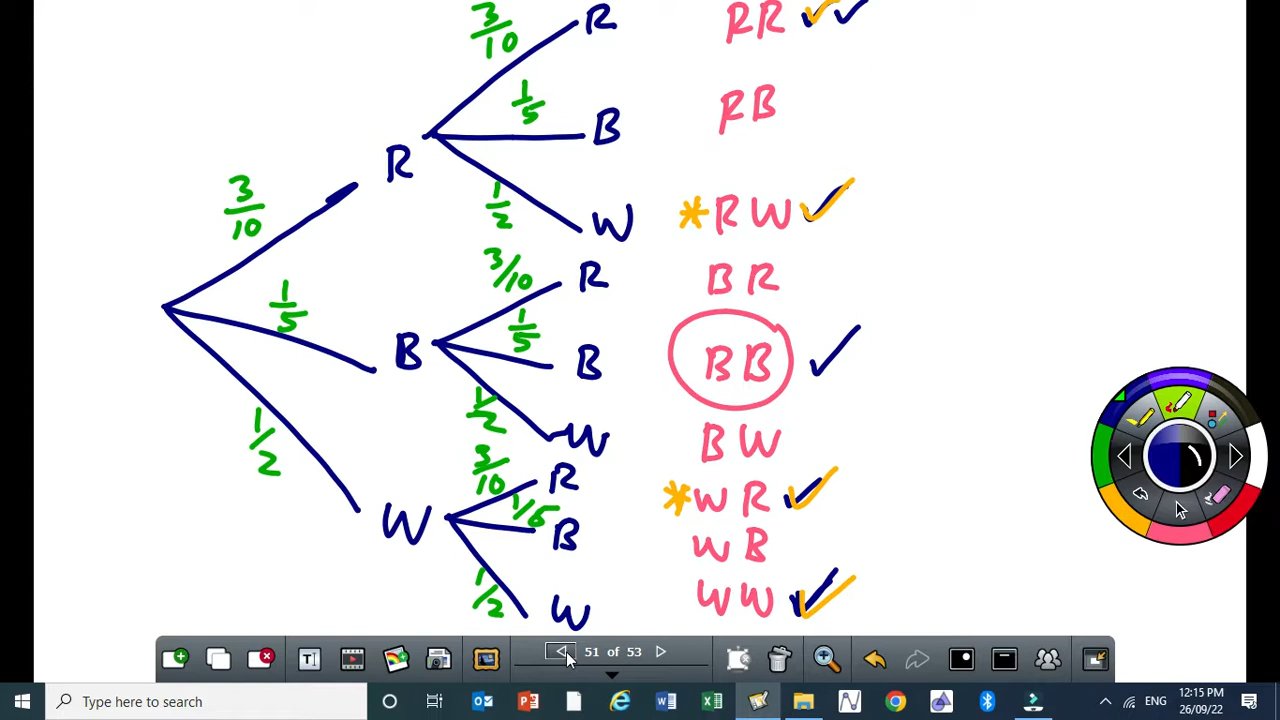 3/10 R RR
1/5 B RB
R
3/10 1/2 W *RW
3/10 R BR
1/5 B 1/5 B BB
1/2 W BW
1/2 3/10 R *WR
W 1/5 B WB
1/2 W WW
T
51 of 53
Type here to search
ENG
12:15 PM
26/09/22